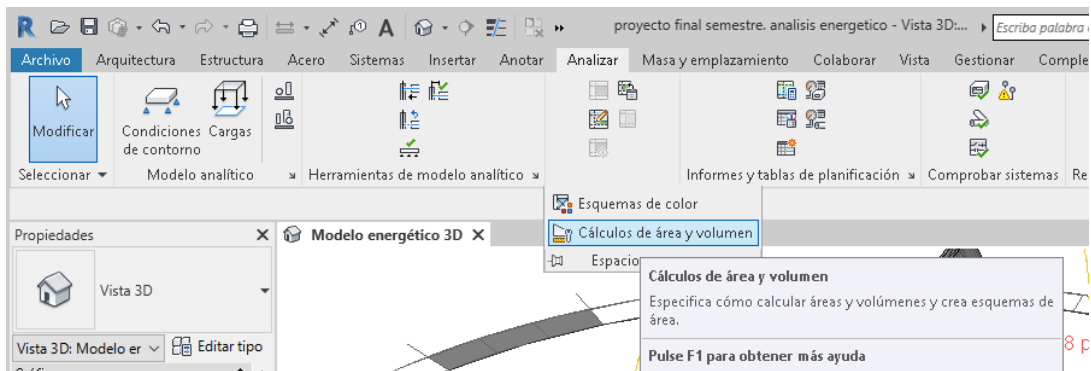 proyecto final semestre. analisis energetico - Vista 3D:...
Escriba palabra
Archivo Arquitectura Estructura Acero Sistemas Insertar Anotar Analizar Masa y emplazamiento Colaborar Vista Gestionar Comple
Modificar
Condiciones de contorno
Cargas
Seleccionar
Modelo analítico
Herramientas de modelo analítico
Informes y tablas de planificación
Comprobar sistemas
Re
Esquemas de color
Cálculos de área y volumen
Espacio
Propiedades
Modelo energético 3D
Vista 3D
Vista 3D: Modelo er
Editar tipo
Cálculos de área y volumen
Especifica cómo calcular áreas y volúmenes y crea esquemas de
área.
Pulse F1 para obtener más ayuda
8 p